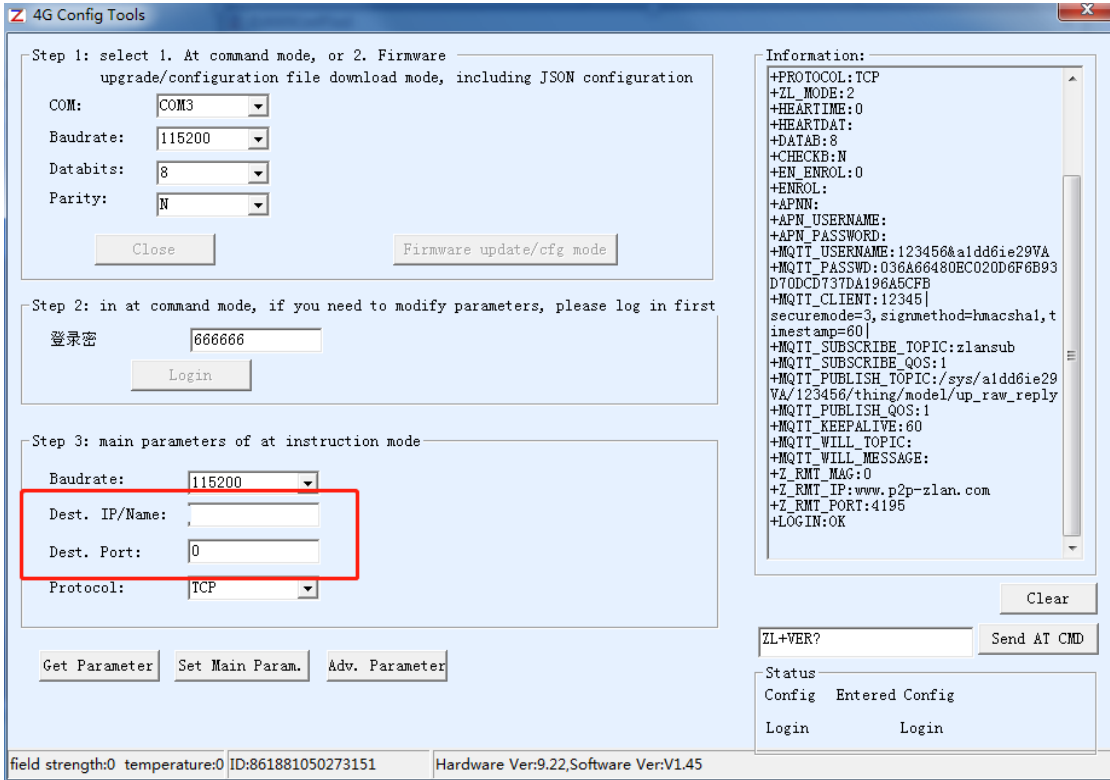 4G Config Tools
Step 1: select 1. At command mode, or 2. Firmware
upgrade/configuration file download mode, including JSON configuration
COM: COM3
Baudrate: 115200
Databits: 8
Parity: N
Close Firmware update/cfg mode
Step 2: in at command mode, if you need to modify parameters, please log in first
登录密 666666
Login
Step 3: main parameters of at instruction mode
Baudrate: 115200
Dest. IP/Name:
Dest. Port: 0
Protocol: TCP
Get Parameter Set Main Param. Adv. Parameter
Information:
+PROTOCOL:TCP
+ZL_MODE:2
+HEARTIME:0
+HEARTDAT:
+DATAB:8
+CHECKB:N
+EN_ENROL:0
+ENROL:
+APNN:
+APN_USERNAME:
+APN_PASSWORD:
+MQTT_USERNAME:123456&a1dd6ie29VA
+MQTT_PASSWD:036A66480EC020D6F6B93
D70DCD737DA196A5CFB
+MQTT_CLIENT:12345|
securemode=3,signmethod=hmacsha1,t
imestamp=60|
+MQTT_SUBSCRIBE_TOPIC:zlansub
+MQTT_SUBSCRIBE_QOS:1
+MQTT_PUBLISH_TOPIC:/sys/a1dd6ie29
VA/123456/thing/model/up_raw_reply
+MQTT_PUBLISH_QOS:1
+MQTT_KEEPALIVE:60
+MQTT_WILL_TOPIC:
+MQTT_WILL_MESSAGE:
+Z_RMT_MAG:0
+Z_RMT_IP:www.p2p-zlan.com
+Z_RMT_PORT:4195
+LOGIN:OK
Clear
ZL+VER? Send AT CMD
Status
Config Entered Config
Login Login
field strength:0 temperature:0 ID:861881050273151 Hardware Ver:9.22,Software Ver:V1.45